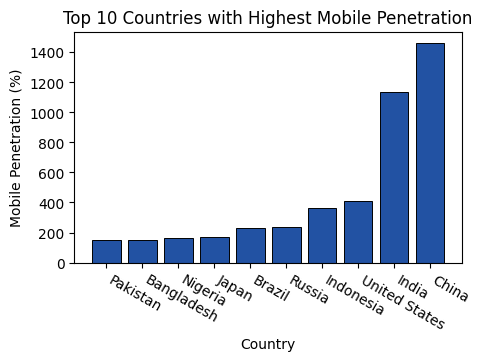 Top 10 Countries with Highest Mobile Penetration
Mobile Penetration (%)
1400
1200
1000
800
600
400
200
0
Pakistan
Bangladesh
Nigeria
Japan
Brazil
Russia
Indonesia
United States
India
China
Country